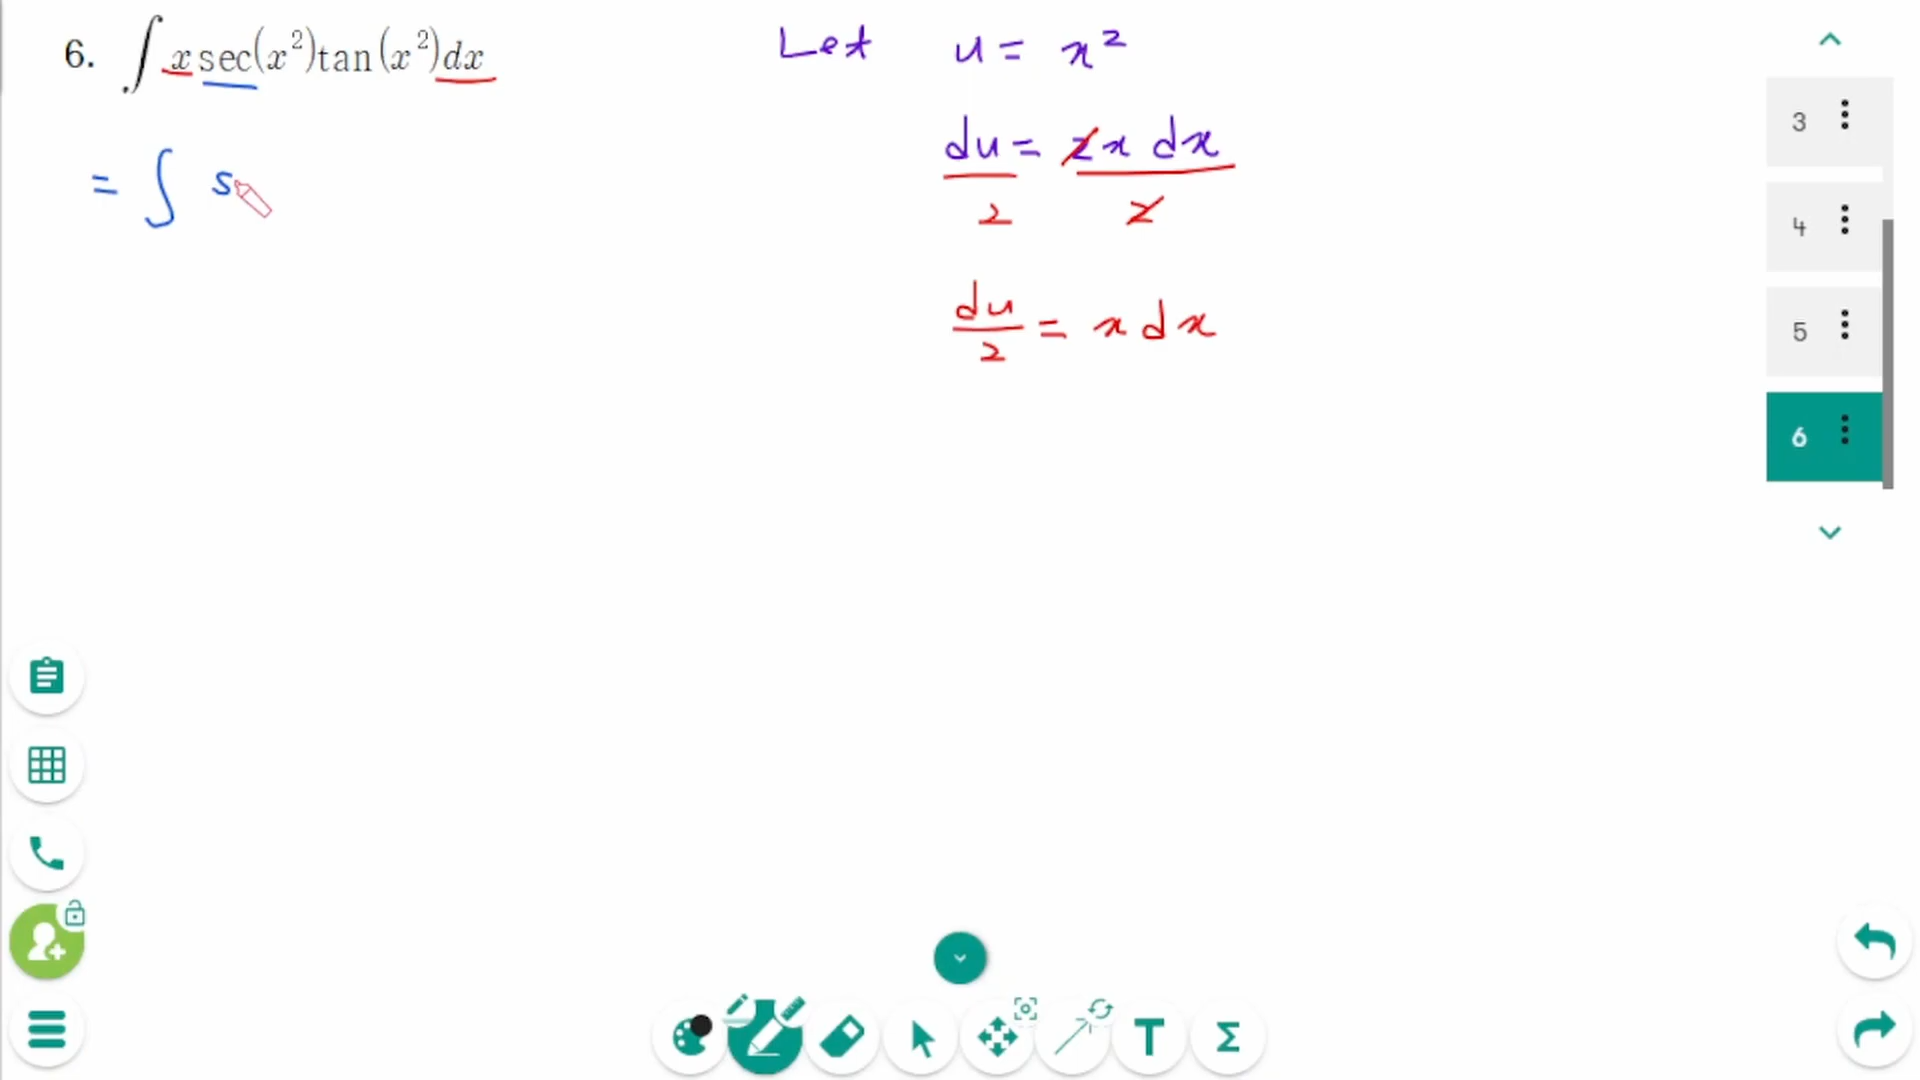 6. ∫ x sec(x²)tan(x²)dx
= ∫ s
Let u = x²
du/2 = 2x dx/2
du/2 = x dx
3
4
5
6
T
Σ